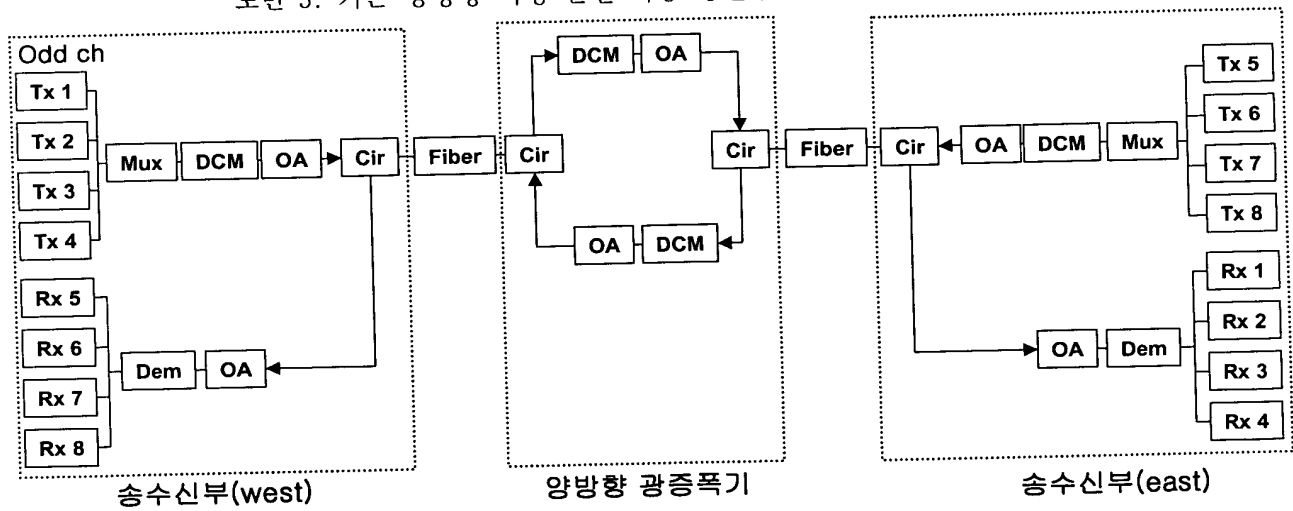 Odd ch
Tx 1
Tx 2
Tx 3
Tx 4
Mux
DCM
OA
Cir
Fiber
Cir
DCM
OA
Cir
OA
DCM
Fiber
Cir
OA
DCM
Mux
Tx 5
Tx 6
Tx 7
Tx 8
Rx 5
Rx 6
Rx 7
Rx 8
Dem
OA
OA
Dem
Rx 1
Rx 2
Rx 3
Rx 4
송수신부(west)
양방향 광증폭기
송수신부(east)